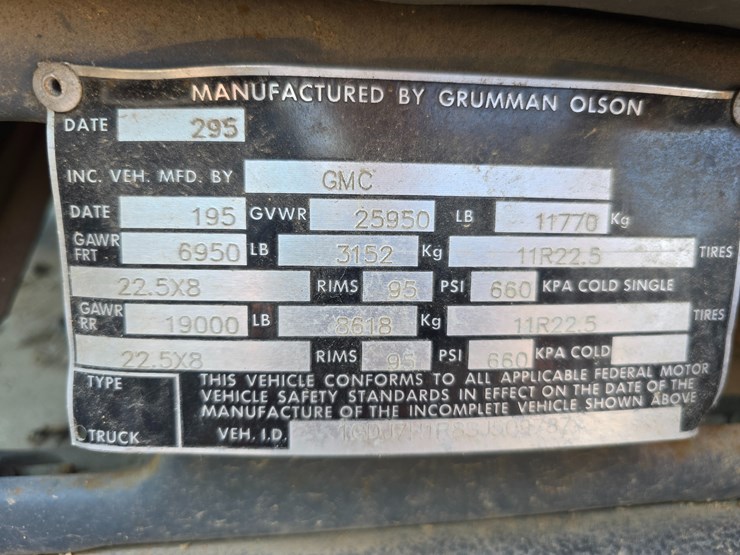 MANUFACTURED BY GRUMMAN OLSON
DATE 295
INC. VEH. MFD. BY GMC
DATE 195 GVWR 25950 LB 11770 Kg
GAWR FRT 6950 LB 3152 Kg 11R22.5 TIRES
22.5X8 RIMS 95 PSI 660 KPA COLD SINGLE
GAWR RR 19000 LB 8618 Kg 11R22.5 TIRES
22.5X8 RIMS 95 PSI 660 KPA COLD
TYPE
TRUCK
THIS VEHICLE CONFORMS TO ALL APPLICABLE FEDERAL MOTOR
VEHICLE SAFETY STANDARDS IN EFFECT ON THE DATE OF THE
MANUFACTURE OF THE INCOMPLETE VEHICLE SHOWN ABOVE
VEH. I.D.